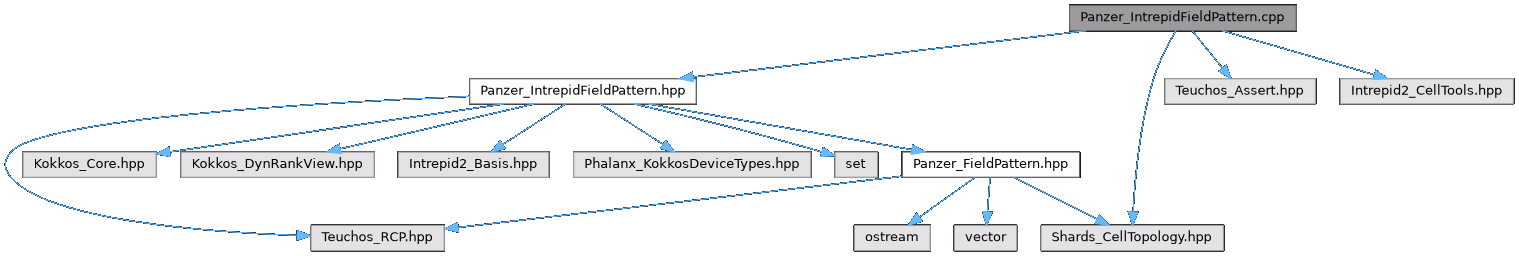 Panzer_IntrepidFieldPattern.cpp
Panzer_IntrepidFieldPattern.hpp
Teuchos_Assert.hpp
Intrepid2_CellTools.hpp
Kokkos_Core.hpp
Kokkos_DynRankView.hpp
Intrepid2_Basis.hpp
Phalanx_KokkosDeviceTypes.hpp
set
Panzer_FieldPattern.hpp
Teuchos_RCP.hpp
ostream
vector
Shards_CellTopology.hpp